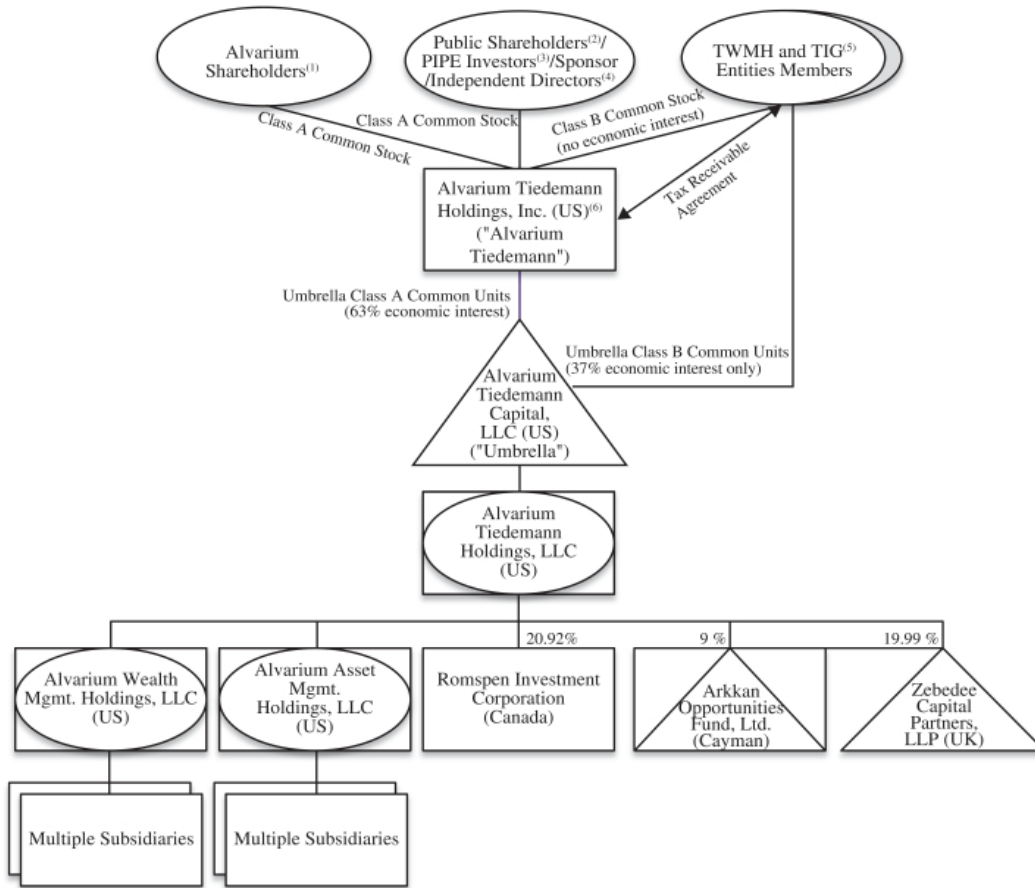 Alvarium
Shareholders(1)
Public Shareholders(2)/
PIPE Investors(3)/Sponsor
/Independent Directors(4)
TWMH and TIG(5)
Entities Members
Class A Common Stock
Class A Common Stock
Class B Common Stock
(no economic interest)
Tax Receivable
Agreement
Alvarium Tiedemann
Holdings, Inc. (US)(6)
("Alvarium
Tiedemann")
Umbrella Class A Common Units
(63% economic interest)
Umbrella Class B Common Units
(37% economic interest only)
Alvarium
Tiedemann
Capital,
LLC (US)
("Umbrella")
Alvarium
Tiedemann
Holdings, LLC
(US)
20.92%
9 %
19.99 %
Alvarium Wealth
Mgmt. Holdings, LLC
(US)
Alvarium Asset
Mgmt.
Holdings, LLC
(US)
Romspen Investment
Corporation
(Canada)
Arkkan
Opportunities
Fund, Ltd.
(Cayman)
Zebedee
Capital
Partners,
LLP (UK)
Multiple Subsidiaries
Multiple Subsidiaries